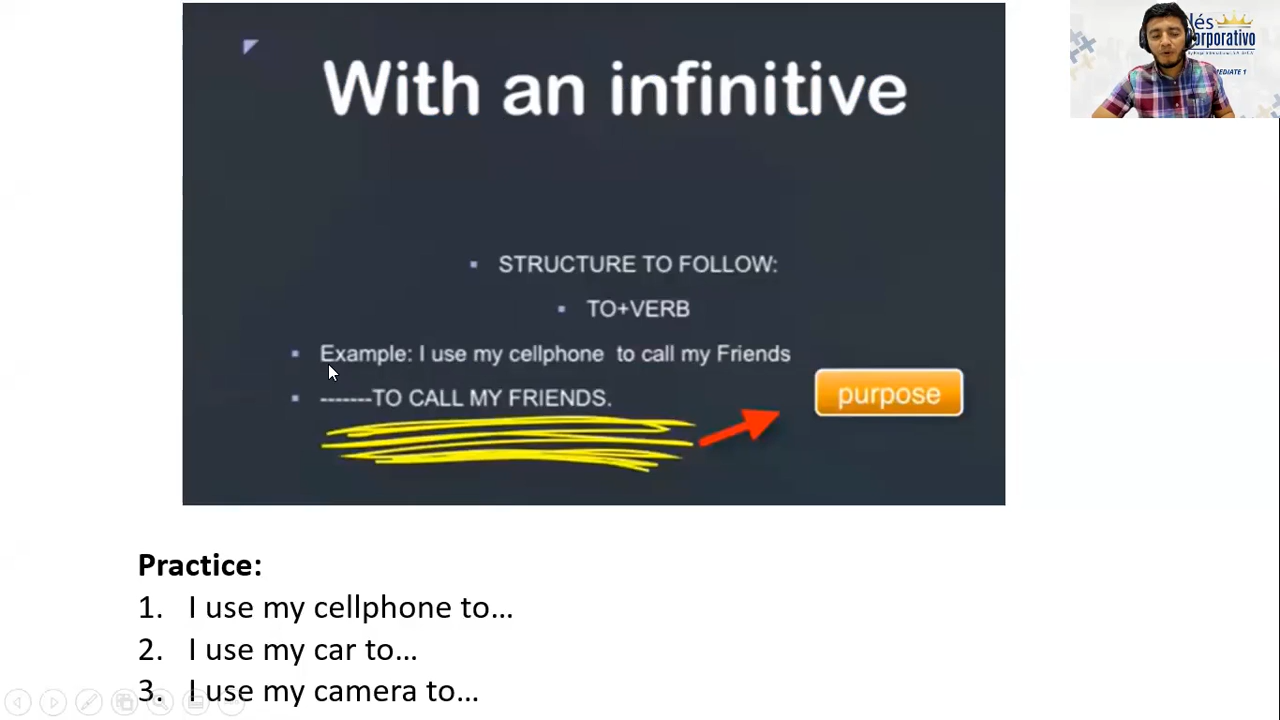 With an infinitive
▪ STRUCTURE TO FOLLOW:
▪ TO+VERB
▪ Example: I use my cellphone to call my Friends
▪ -------TO CALL MY FRIENDS.
purpose
Practice:
1. I use my cellphone to...
2. I use my car to...
3. I use my camera to...